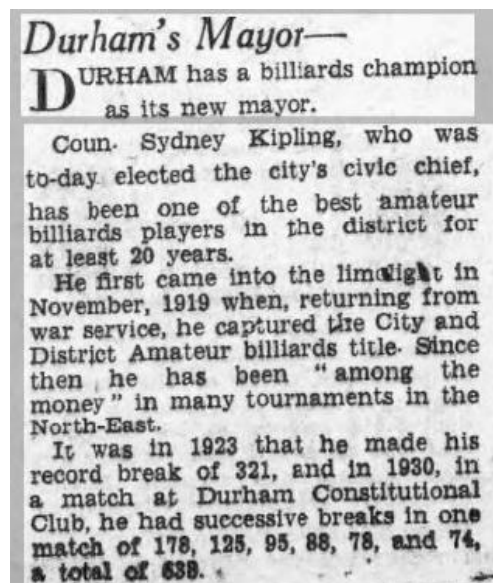 Durham's Mayor—
DURHAM has a billiards champion
as its new mayor.
Coun. Sydney Kipling, who was
to-day elected the city's civic chief,
has been one of the best amateur
billiards players in the district for
at least 20 years.
He first came into the limelight in
November, 1919 when, returning from
war service, he captured the City and
District Amateur billiards title. Since
then he has been "among the
money" in many tournaments in the
North-East.
It was in 1923 that he made his
record break of 321, and in 1930, in
a match at Durham Constitutional
Club, he had successive breaks in one
match of 178, 125, 95, 88, 78, and 74,
a total of 638.